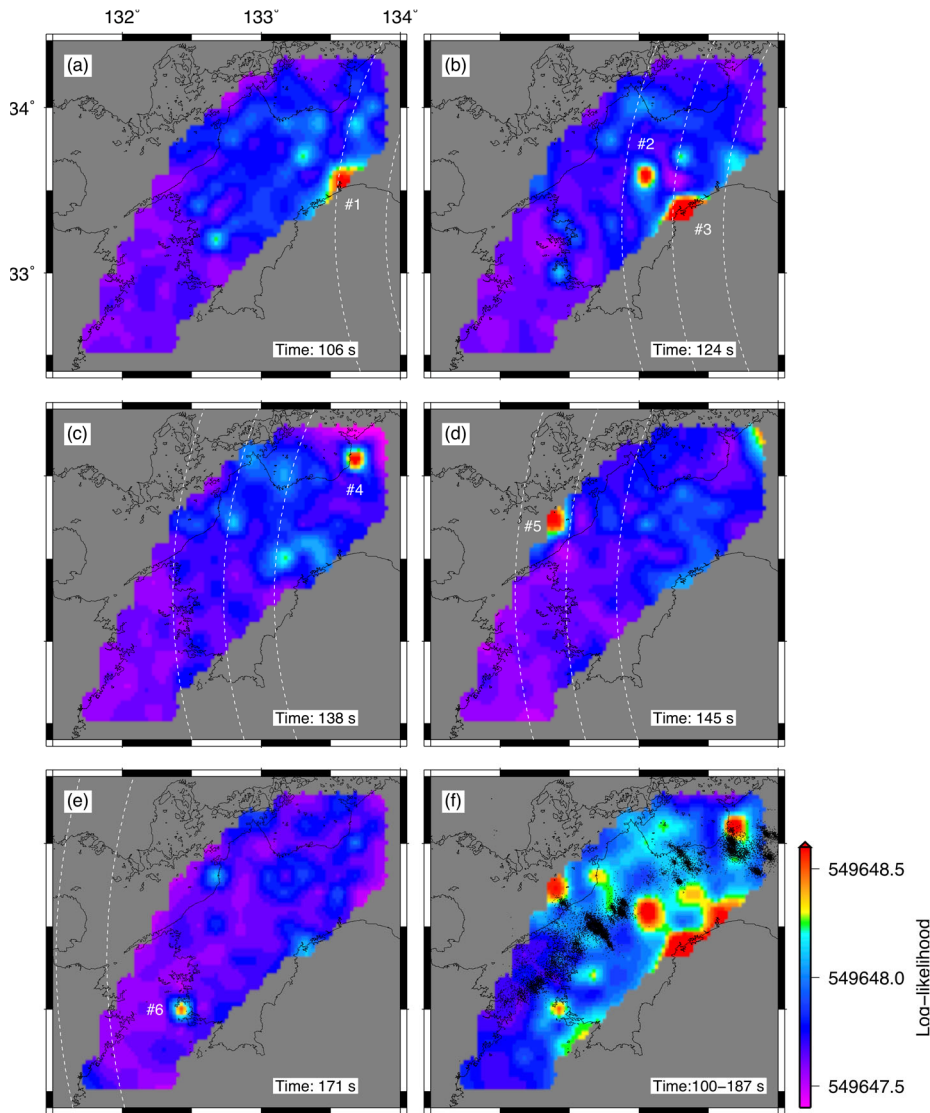 132° 133° 134°
(a) (b)
34°
#2
#1 #3
33°
Time: 106 s Time: 124 s
(c) (d)
#4
#5
Time: 138 s Time: 145 s
(e) (f)
549648.5
549648.0
#6
549647.5
Time: 171 s Time:100−187 s
Log−likelihood